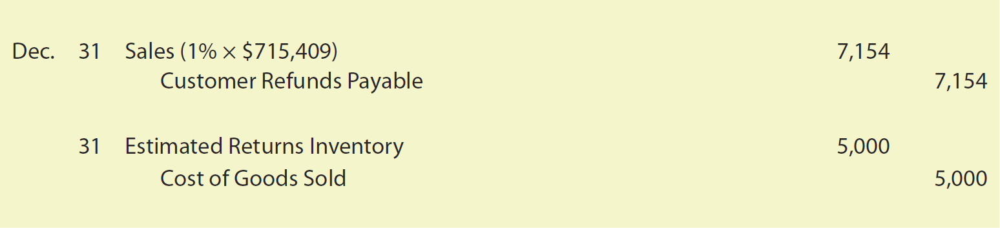 Dec. 31 Sales (1% × $715,409) 7,154
Customer Refunds Payable 7,154
31 Estimated Returns Inventory 5,000
Cost of Goods Sold 5,000